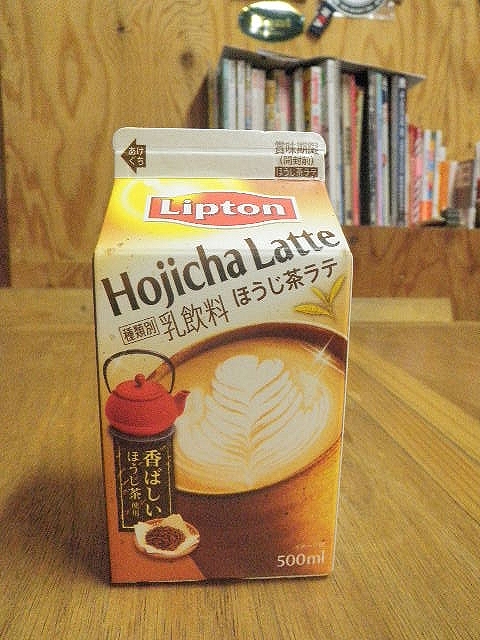 あけ
ぐち
賞味期限
(開封前)
ほうじ茶ラテ
Lipton
Hojicha Latte
ほうじ茶ラテ
種類別 乳飲料
香ばしい
ほうじ茶使用
500ml